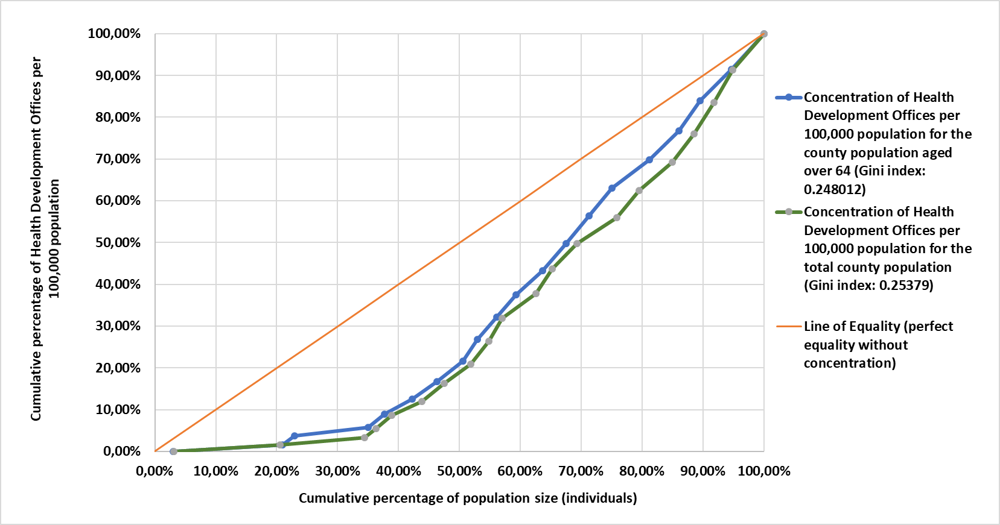 Cumulative percentage of Health Development Offices per
100,000 population
100,00%
90,00%
80,00%
70,00%
60,00%
50,00%
40,00%
30,00%
20,00%
10,00%
0,00%
0,00% 10,00% 20,00% 30,00% 40,00% 50,00% 60,00% 70,00% 80,00% 90,00% 100,00%
Cumulative percentage of population size (individuals)
Concentration of Health
Development Offices per
100,000 population for the
county population aged
over 64 (Gini index:
0.248012)
Concentration of Health
Development Offices per
100,000 population for the
total county population
(Gini index: 0.25379)
Line of Equality (perfect
equality without
concentration)